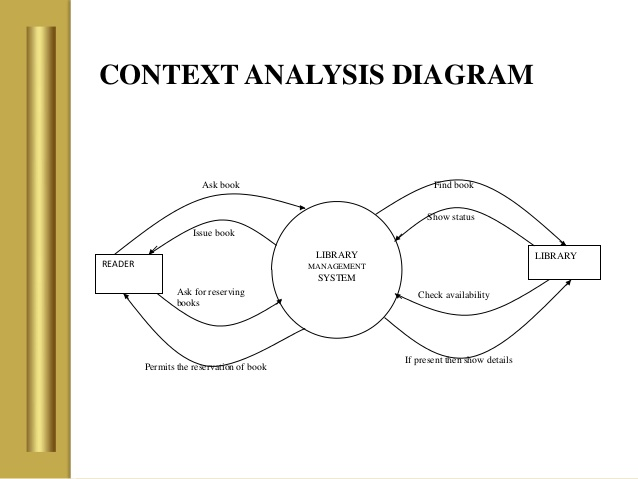 CONTEXT ANALYSIS DIAGRAM
Ask book
Find book
Show status
Issue book
READER
LIBRARY
MANAGEMENT
SYSTEM
LIBRARY
Ask for reserving
books
Check availability
Permits the reservation of book
If present then show details